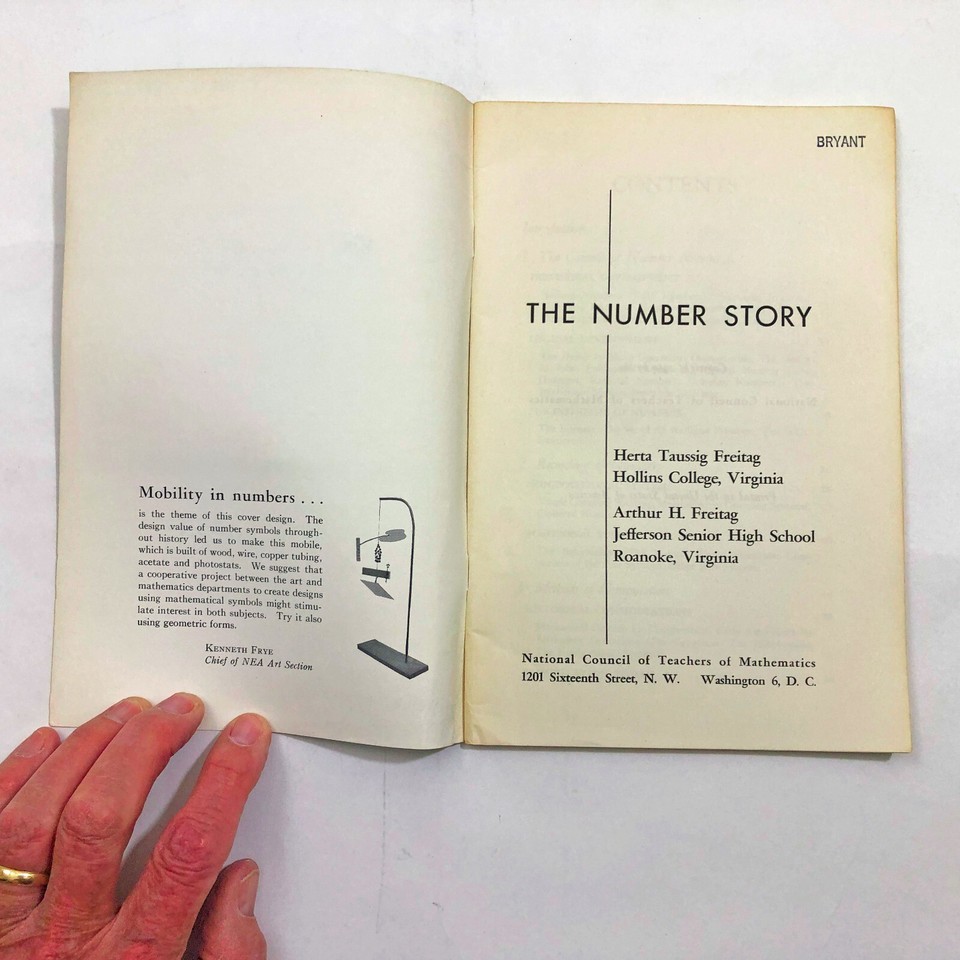 Mobility in numbers . . .
is the theme of this cover design. The
design value of number symbols through-
out history led us to make this mobile,
which is built of wood, wire, copper tubing,
acetate and photostats. We suggest that
a cooperative project between the art and
mathematics departments to create designs
using mathematical symbols might stimu-
late interest in both subjects. Try it also
using geometric forms.
Kenneth Frye
Chief of NEA Art Section
BRYANT
THE NUMBER STORY
Herta Taussig Freitag
Hollins College, Virginia
Arthur H. Freitag
Jefferson Senior High School
Roanoke, Virginia
National Council of Teachers of Mathematics
1201 Sixteenth Street, N. W. Washington 6, D. C.